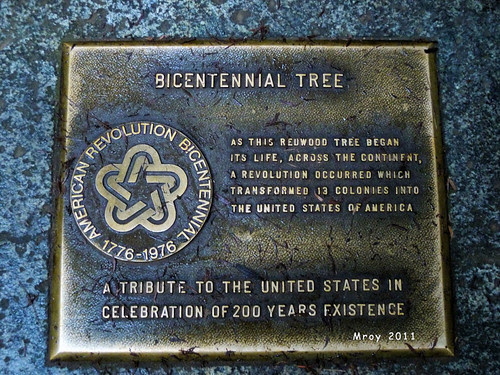 BICENTENNIAL TREE
AMERICAN REVOLUTION BICENTENNIAL
1776-1976
AS THIS REDWOOD TREE BEGAN
ITS LIFE, ACROSS THE CONTINENT,
A REVOLUTION OCCURRED WHICH
TRANSFORMED 13 COLONIES INTO
THE UNITED STATES OF AMERICA
A TRIBUTE TO THE UNITED STATES IN
CELEBRATION OF 200 YEARS EXISTENCE
Mroy 2011